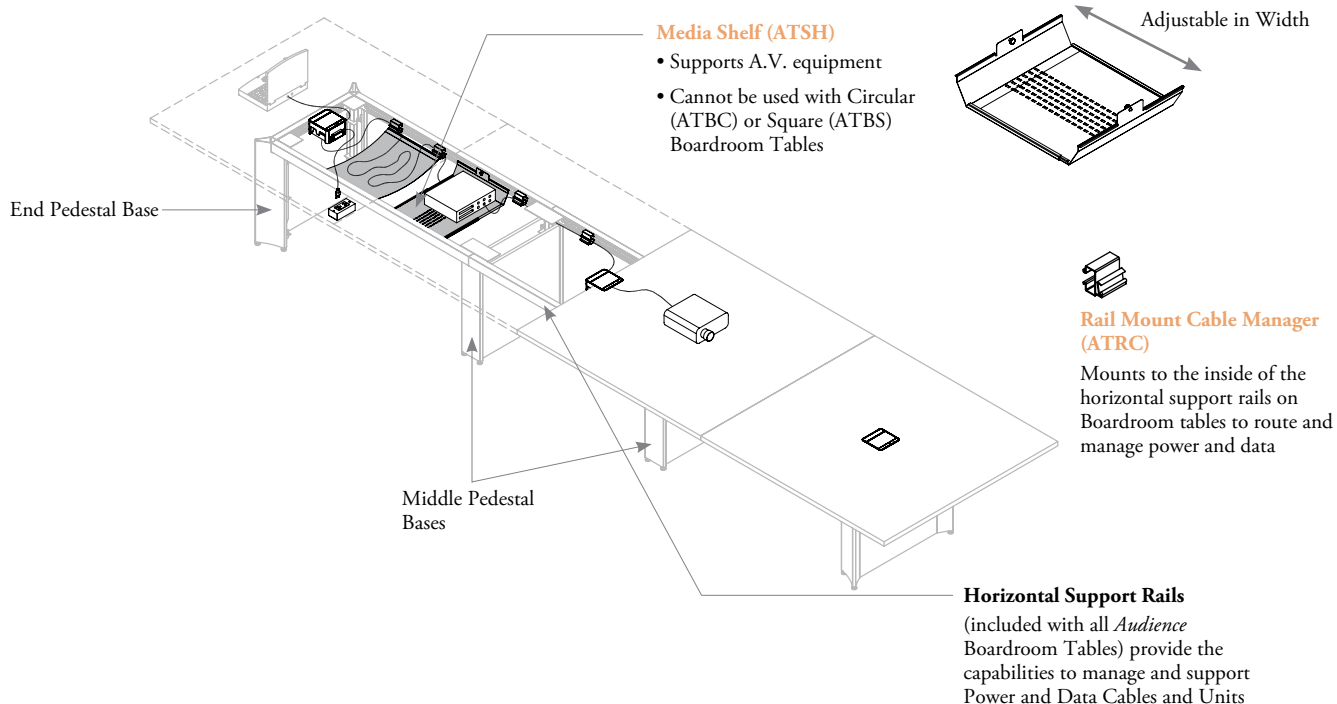 Media Shelf (ATSH)
• Supports A.V. equipment
• Cannot be used with Circular
(ATBC) or Square (ATBS)
Boardroom Tables
Adjustable in Width
End Pedestal Base
Rail Mount Cable Manager
(ATRC)
Mounts to the inside of the
horizontal support rails on
Boardroom tables to route and
manage power and data
Middle Pedestal
Bases
Horizontal Support Rails
(included with all Audience
Boardroom Tables) provide the
capabilities to manage and support
Power and Data Cables and Units